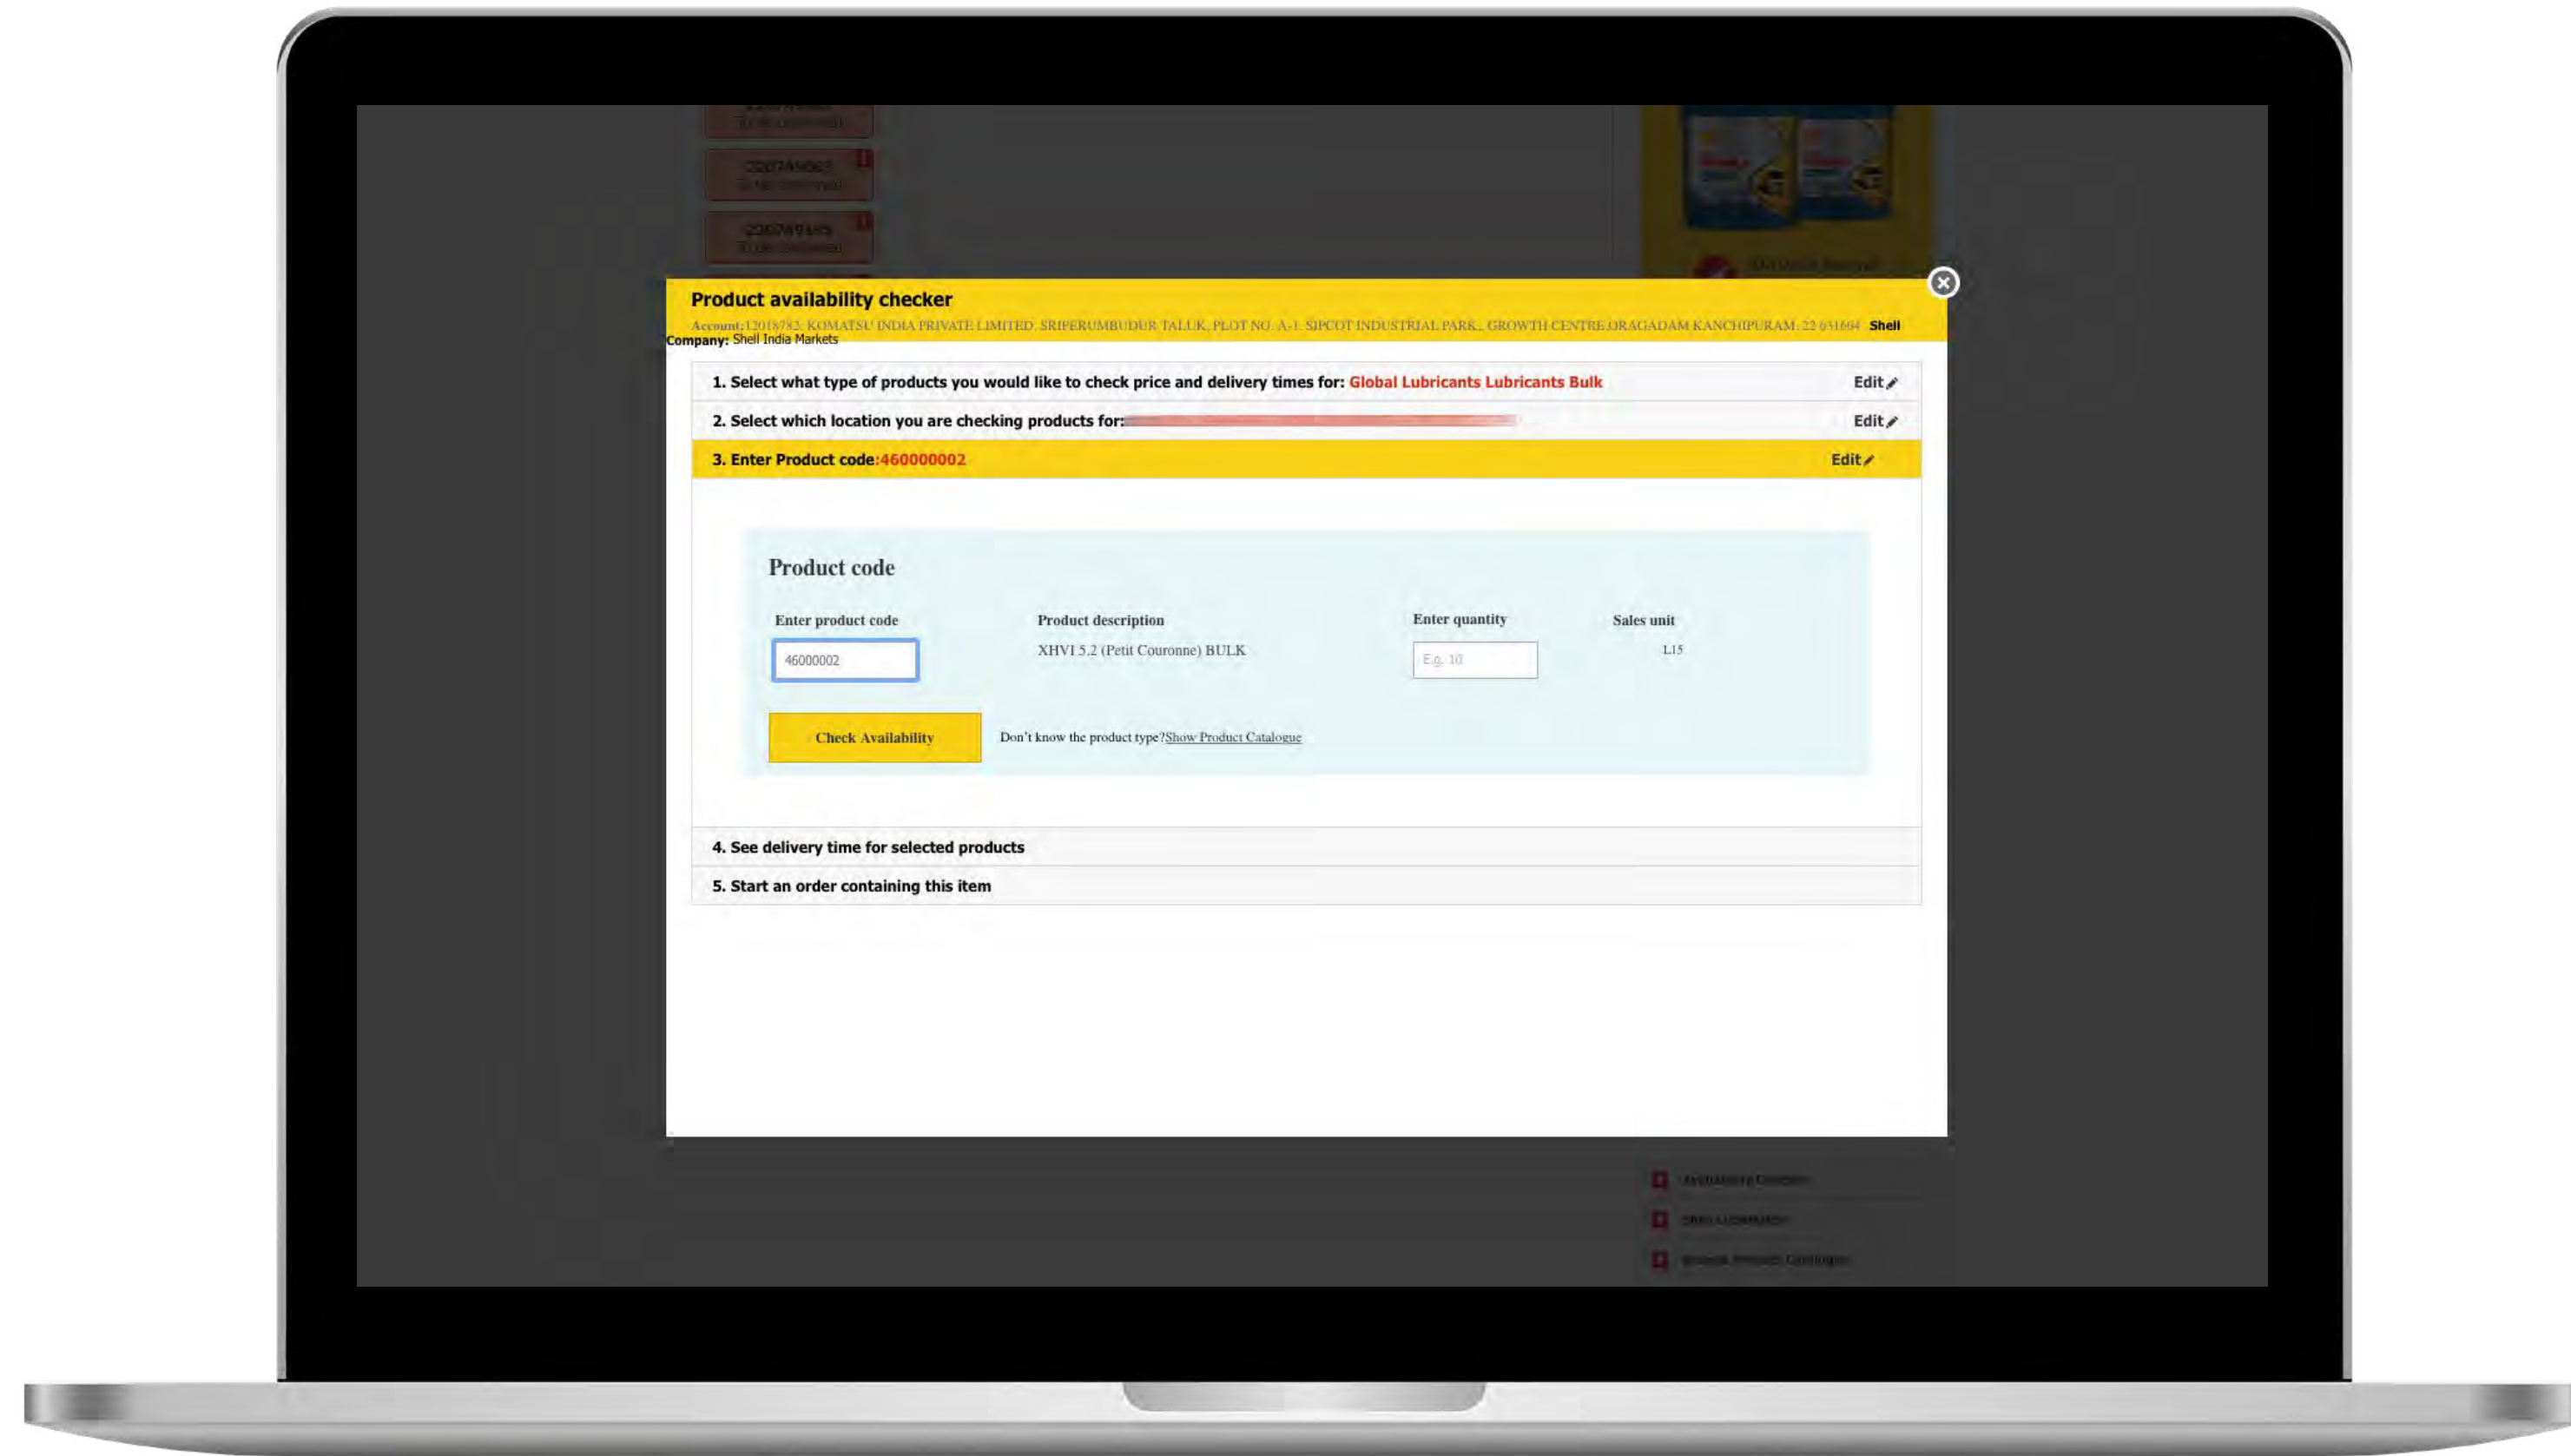 Product availability checker
Account:12018782, KOMATSU INDIA PRIVATE LIMITED, SRIPERUMBUDUR TALUK, PLOT NO. A-1, SIPCOT INDUSTRIAL PARK,, GROWTH CENTRE,ORAGADAM KANCHIPURAM, 22 631604 Shell
Company: Shell India Markets
1. Select what type of products you would like to check price and delivery times for: Global Lubricants Lubricants Bulk Edit
2. Select which location you are checking products for: Edit
3. Enter Product code:460000002 Edit
Product code
Enter product code Product description Enter quantity Sales unit
46000002 XHVI 5.2 (Petit Couronne) BULK E.g. 10 L15
Check Availability Don't know the product type?Show Product Catalogue
4. See delivery time for selected products
5. Start an order containing this item